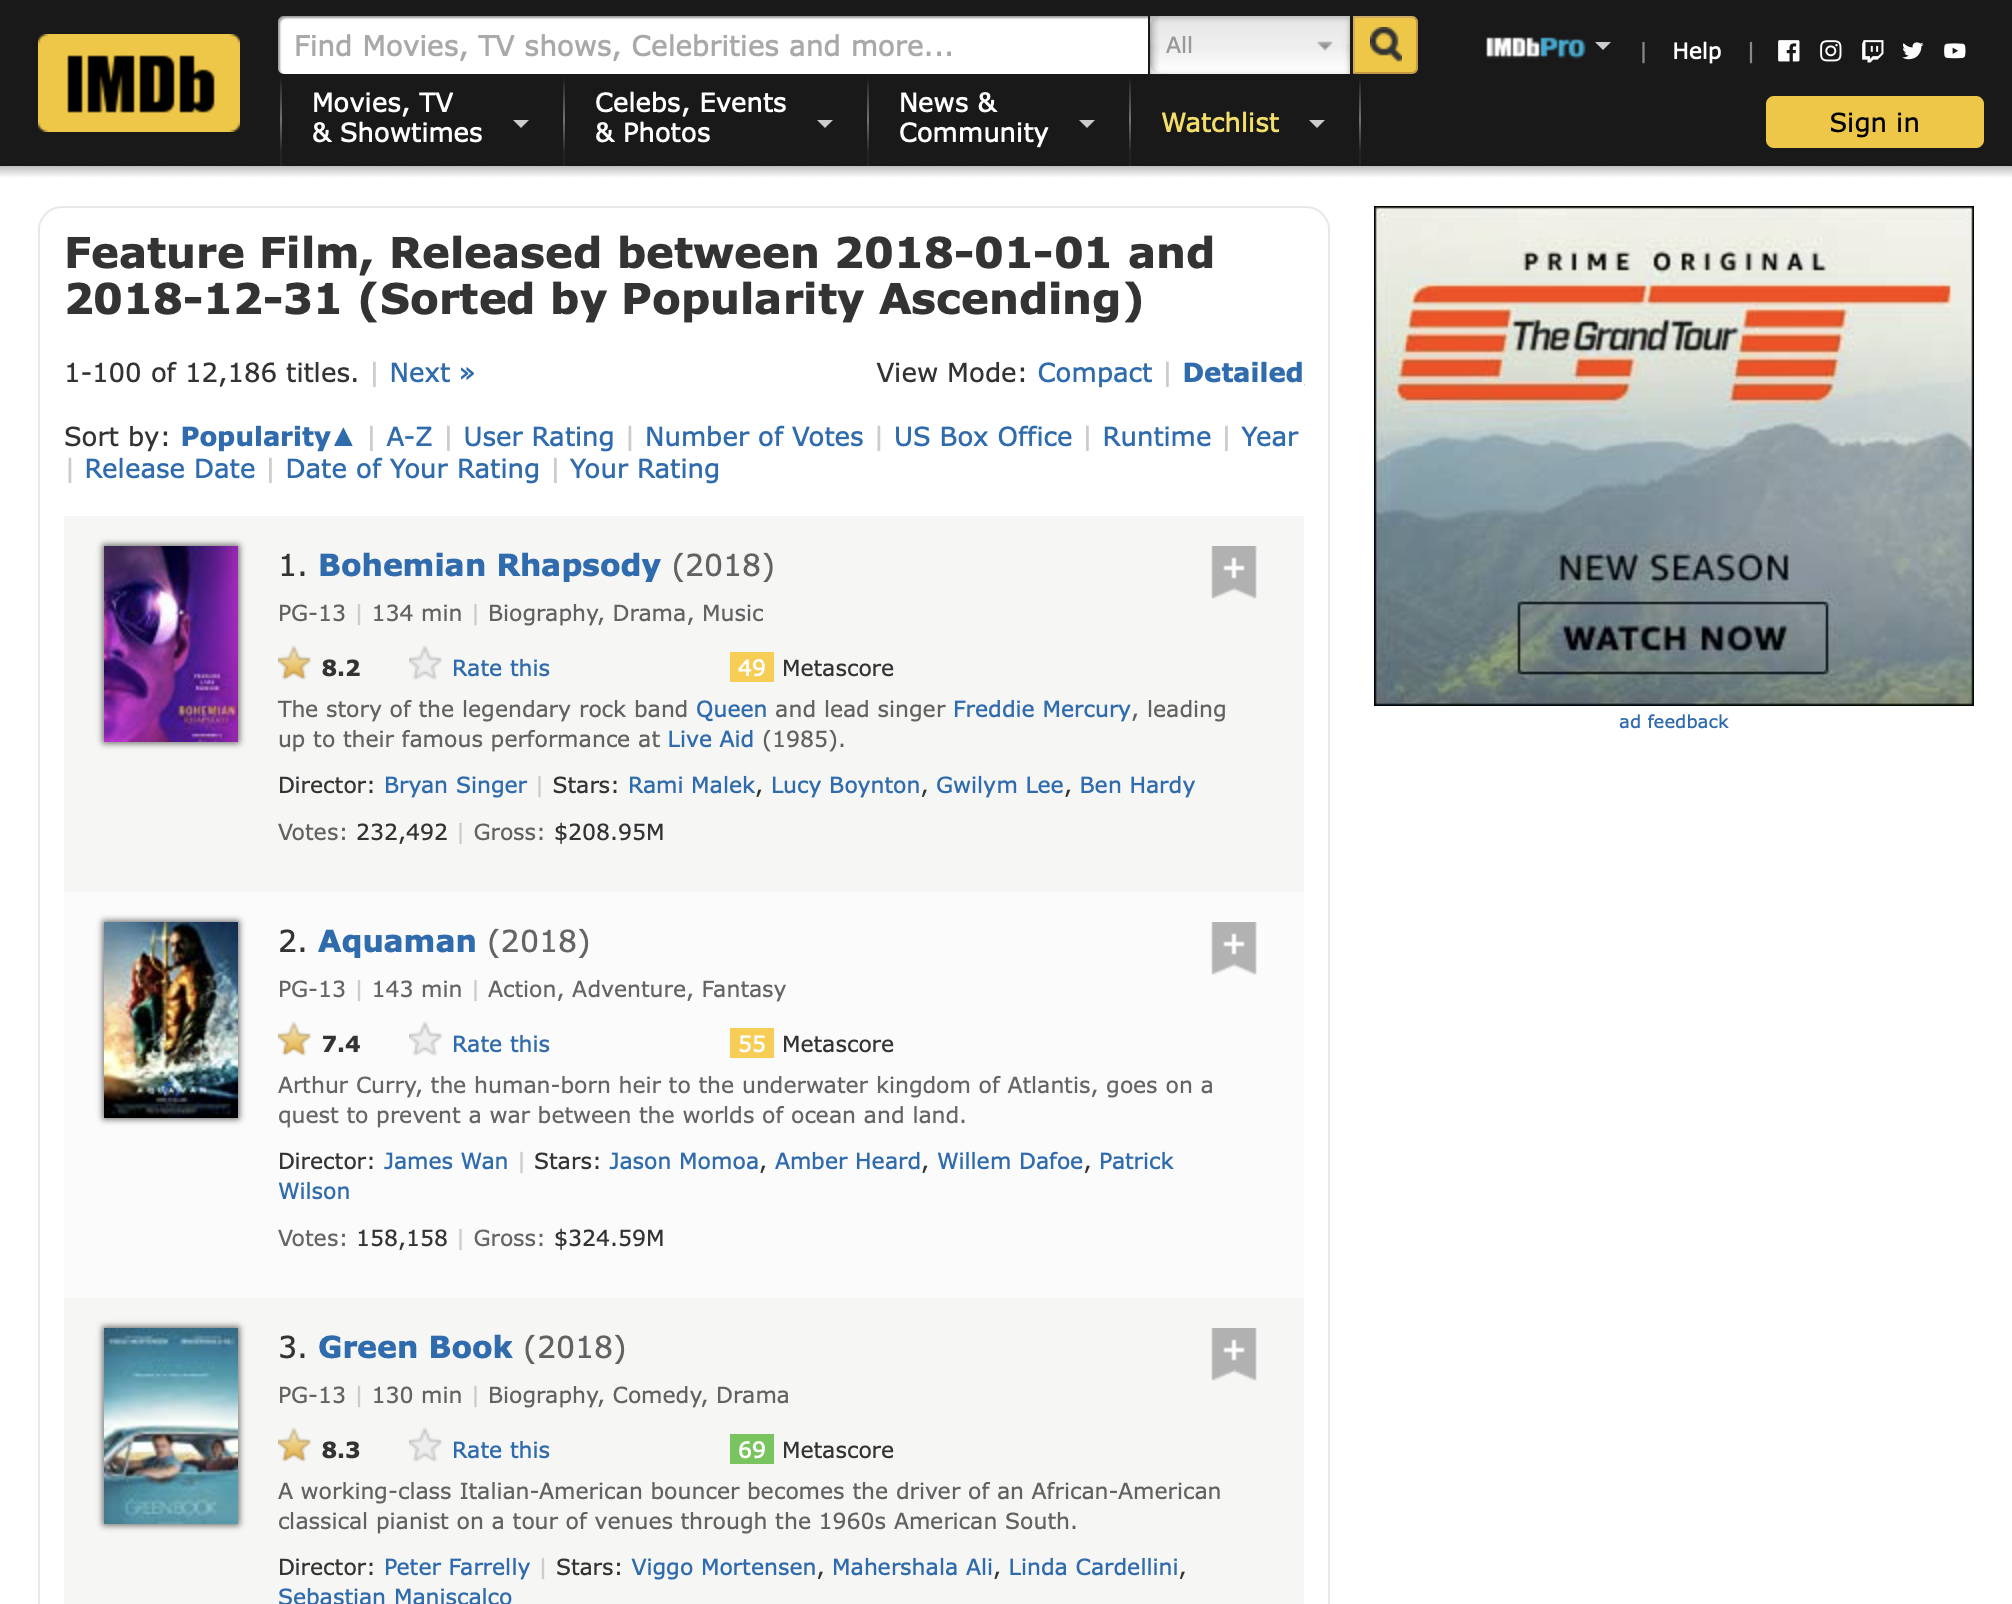 IMDb
Find Movies, TV shows, Celebrities and more...
All
IMDbPro | Help |
Movies, TV
& Showtimes
Celebs, Events
& Photos
News &
Community
Watchlist
Sign in
Feature Film, Released between 2018-01-01 and
2018-12-31 (Sorted by Popularity Ascending)
1-100 of 12,186 titles. | Next »
View Mode: Compact | Detailed
Sort by: Popularity▲ | A-Z | User Rating | Number of Votes | US Box Office | Runtime | Year
| Release Date | Date of Your Rating | Your Rating
BOHEMIAN
RHAPSODY
1. Bohemian Rhapsody (2018)
PG-13 | 134 min | Biography, Drama, Music
8.2 Rate this 49 Metascore
The story of the legendary rock band Queen and lead singer Freddie Mercury, leading
up to their famous performance at Live Aid (1985).
Director: Bryan Singer | Stars: Rami Malek, Lucy Boynton, Gwilym Lee, Ben Hardy
Votes: 232,492 | Gross: $208.95M
AQUAMAN
2. Aquaman (2018)
PG-13 | 143 min | Action, Adventure, Fantasy
7.4 Rate this 55 Metascore
Arthur Curry, the human-born heir to the underwater kingdom of Atlantis, goes on a
quest to prevent a war between the worlds of ocean and land.
Director: James Wan | Stars: Jason Momoa, Amber Heard, Willem Dafoe, Patrick
Wilson
Votes: 158,158 | Gross: $324.59M
GREEN BOOK
3. Green Book (2018)
PG-13 | 130 min | Biography, Comedy, Drama
8.3 Rate this 69 Metascore
A working-class Italian-American bouncer becomes the driver of an African-American
classical pianist on a tour of venues through the 1960s American South.
Director: Peter Farrelly | Stars: Viggo Mortensen, Mahershala Ali, Linda Cardellini,
Sebastian Maniscalco
PRIME ORIGINAL
The Grand Tour
NEW SEASON
WATCH NOW
ad feedback